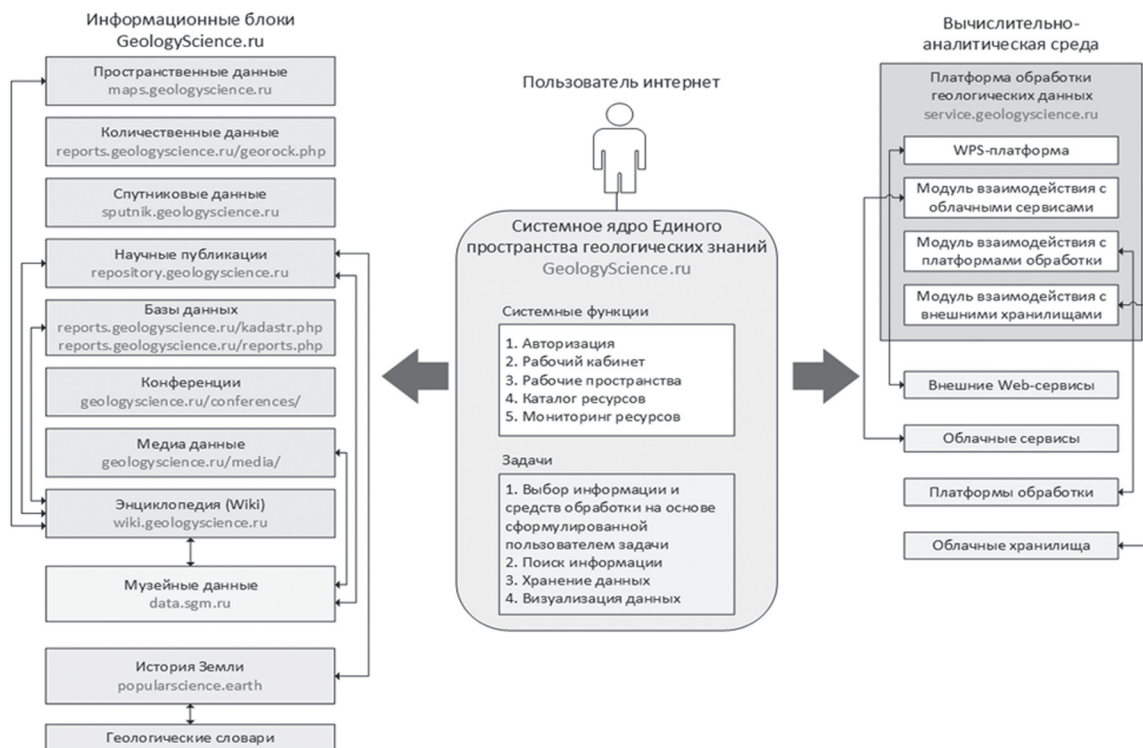 Информационные блоки
GeologyScience.ru
Пространственные данные
maps.geologyscience.ru
Количественные данные
reports.geologyscience.ru/georock.php
Спутниковые данные
sputnik.geologyscience.ru
Научные публикации
repository.geologyscience.ru
Базы данных
reports.geologyscience.ru/kadastr.php
reports.geologyscience.ru/reports.php
Конференции
geologyscience.ru/conferences/
Медиа данные
geologyscience.ru/media/
Энциклопедия (Wiki)
wiki.geologyscience.ru
Музейные данные
data.sgm.ru
История Земли
popularscience.earth
Геологические словари
Пользователь интернет
Системное ядро Единого
пространства геологических знаний
GeologyScience.ru
Системные функции
1. Авторизация
2. Рабочий кабинет
3. Рабочие пространства
4. Каталог ресурсов
5. Мониторинг ресурсов
Задачи
1. Выбор информации и
средств обработки на основе
сформулированной
пользователем задачи
2. Поиск информации
3. Хранение данных
4. Визуализация данных
Вычислительно-
аналитическая среда
Платформа обработки
геологических данных
service.geologyscience.ru
WPS-платформа
Модуль взаимодействия с
облачными сервисами
Модуль взаимодействия с
платформами обработки
Модуль взаимодействия с
внешними хранилищами
Внешние Web-сервисы
Облачные сервисы
Платформы обработки
Облачные хранилища